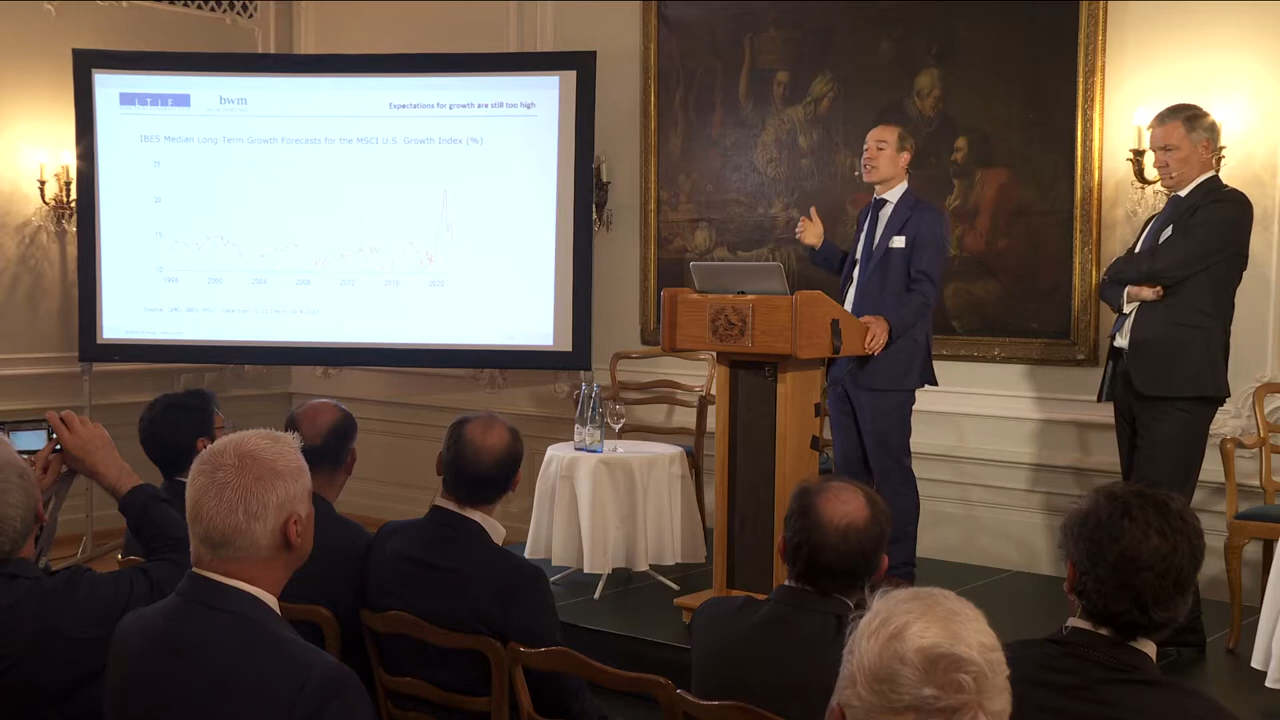 LTIF
bwm
Expectations for growth are still too high
IBES Median Long-Term Growth Forecasts for the MSCI U.S. Growth Index (%)
25
20
15
10
1996 2000 2004 2008 2012 2016 2020